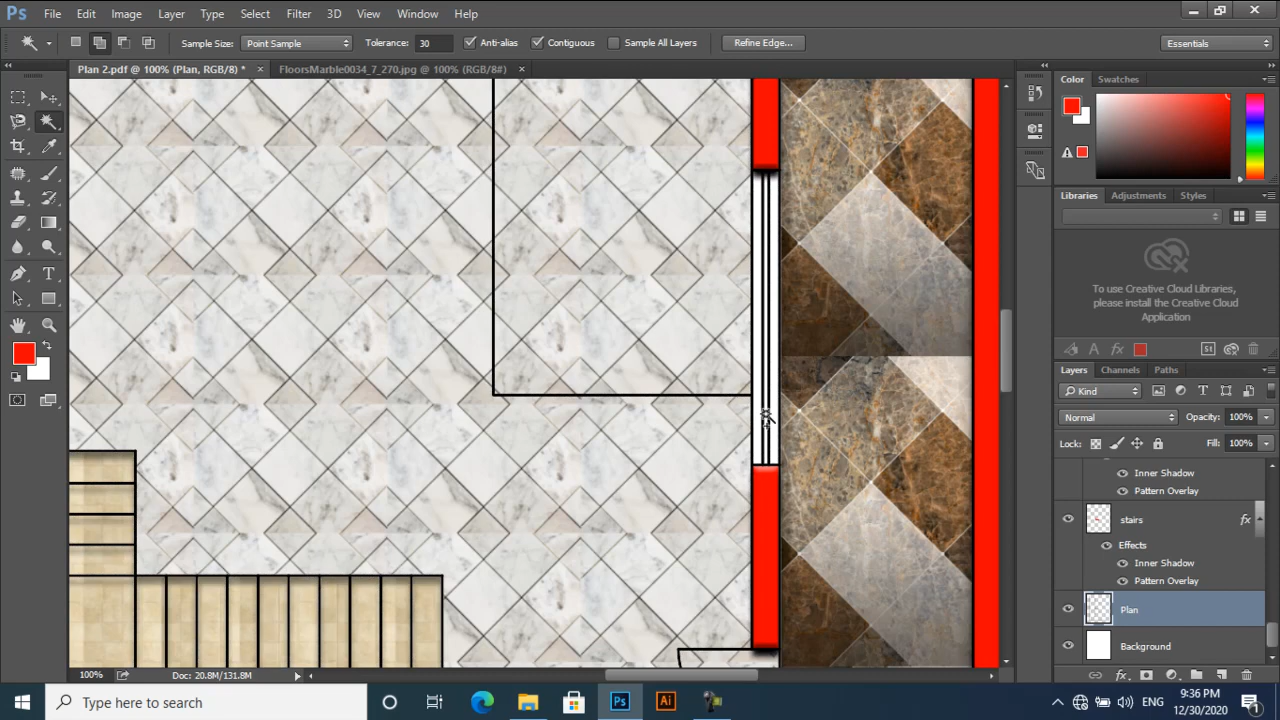 Ps File Edit Image Layer Type Select Filter 3D View Window Help
Sample Size: Point Sample Tolerance: 30 Anti-alias Contiguous Sample All Layers Refine Edge... Essentials
Plan 2.pdf @ 100% (Plan, RGB/8) * × FloorsMarble0034_7_270.jpg @ 100% (RGB/8#) ×
Color Swatches
Libraries Adjustments Styles
To use Creative Cloud Libraries,
please install the Creative Cloud
Application
Layers Channels Paths
Kind
Normal Opacity: 100%
Lock: Fill: 100%
Inner Shadow
Pattern Overlay
stairs fx
Effects
Inner Shadow
Pattern Overlay
Plan
Background
100% Doc: 20.8M/131.8M
Type here to search
Ps Ai
ENG
9:36 PM
12/30/2020